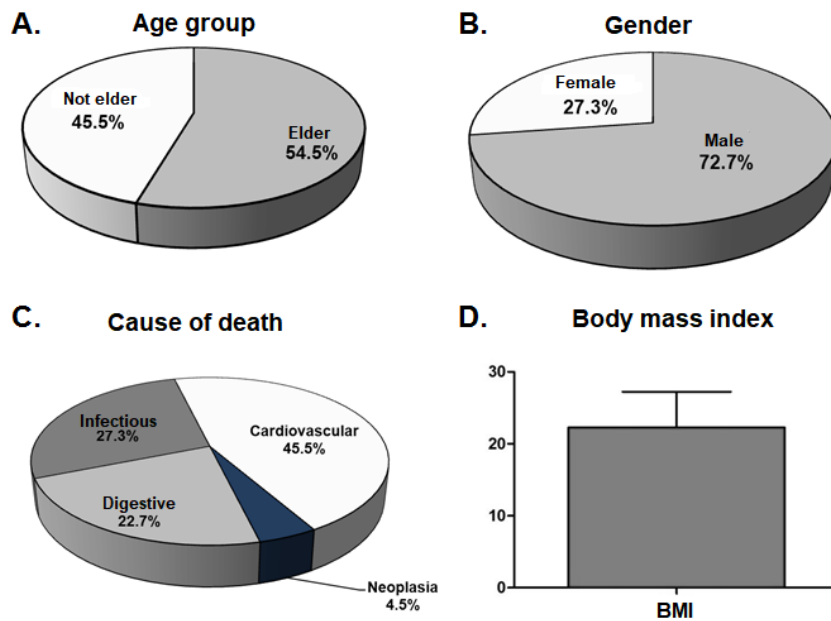 A.
Age group
Not elder
45.5%
Elder
54.5%
B.
Gender
Female
27.3%
Male
72.7%
C.
Cause of death
Infectious
27.3%
Cardiovascular
45.5%
Digestive
22.7%
Neoplasia
4.5%
D.
Body mass index
30
20
10
0
BMI